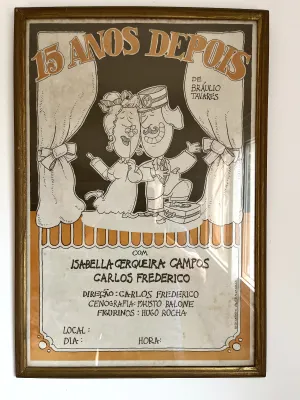 15 ANOS DEPOIS
DE
BRÁULIO
TAVARES
COM
ISABELLA CERQUEIRA CAMPOS
CARLOS FREDERICO
DIREÇÃO: CARLOS FREDERICO
CENOGRAFIA: PHISTO BALONE
FIGURINOS: HUGO ROCHA
LOCAL:
DIA: HORA: